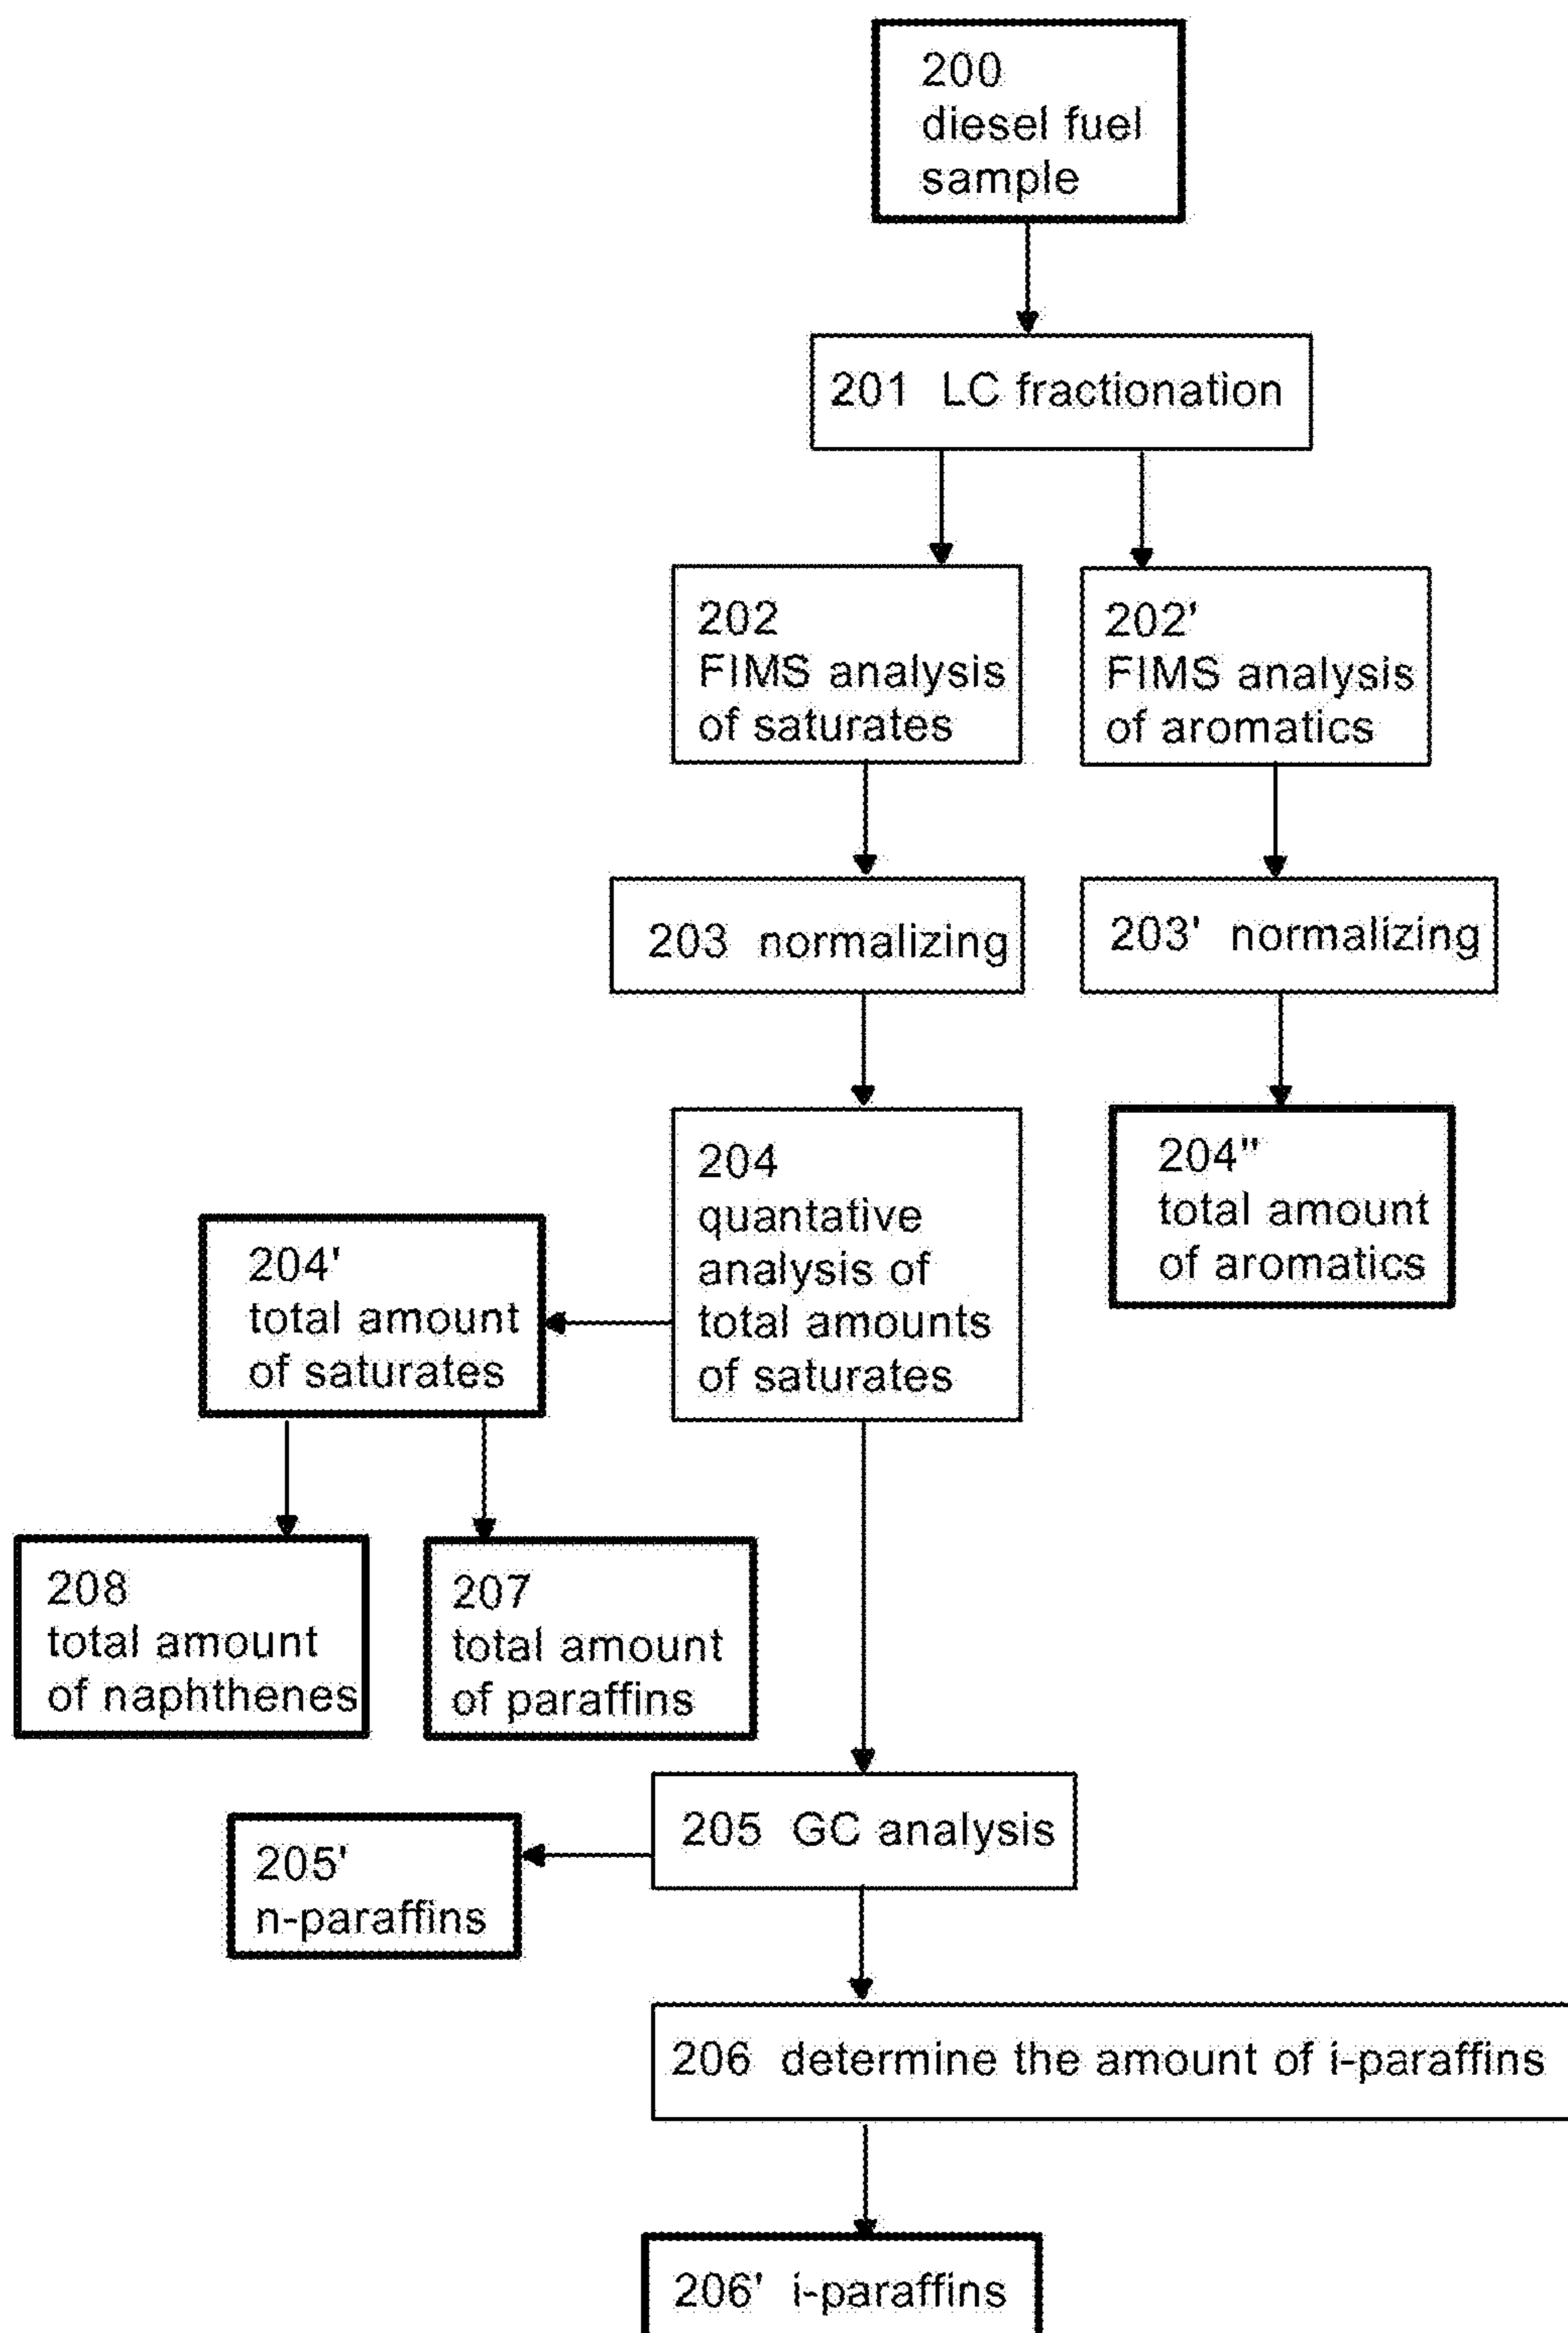 200
diesel fuel
sample
201 LC fractionation
202
FIMS analysis
of saturates
202'
FIMS analysis
of aromatics
203 normalizing
203' normalizing
204
quantative
analysis of
total amounts
of saturates
204"
total amount
of aromatics
204'
total amount
of saturates
208
total amount
of naphthenes
207
total amount
of paraffins
205 GC analysis
205'
n-paraffins
206 determine the amount of i-paraffins
206' i-paraffins